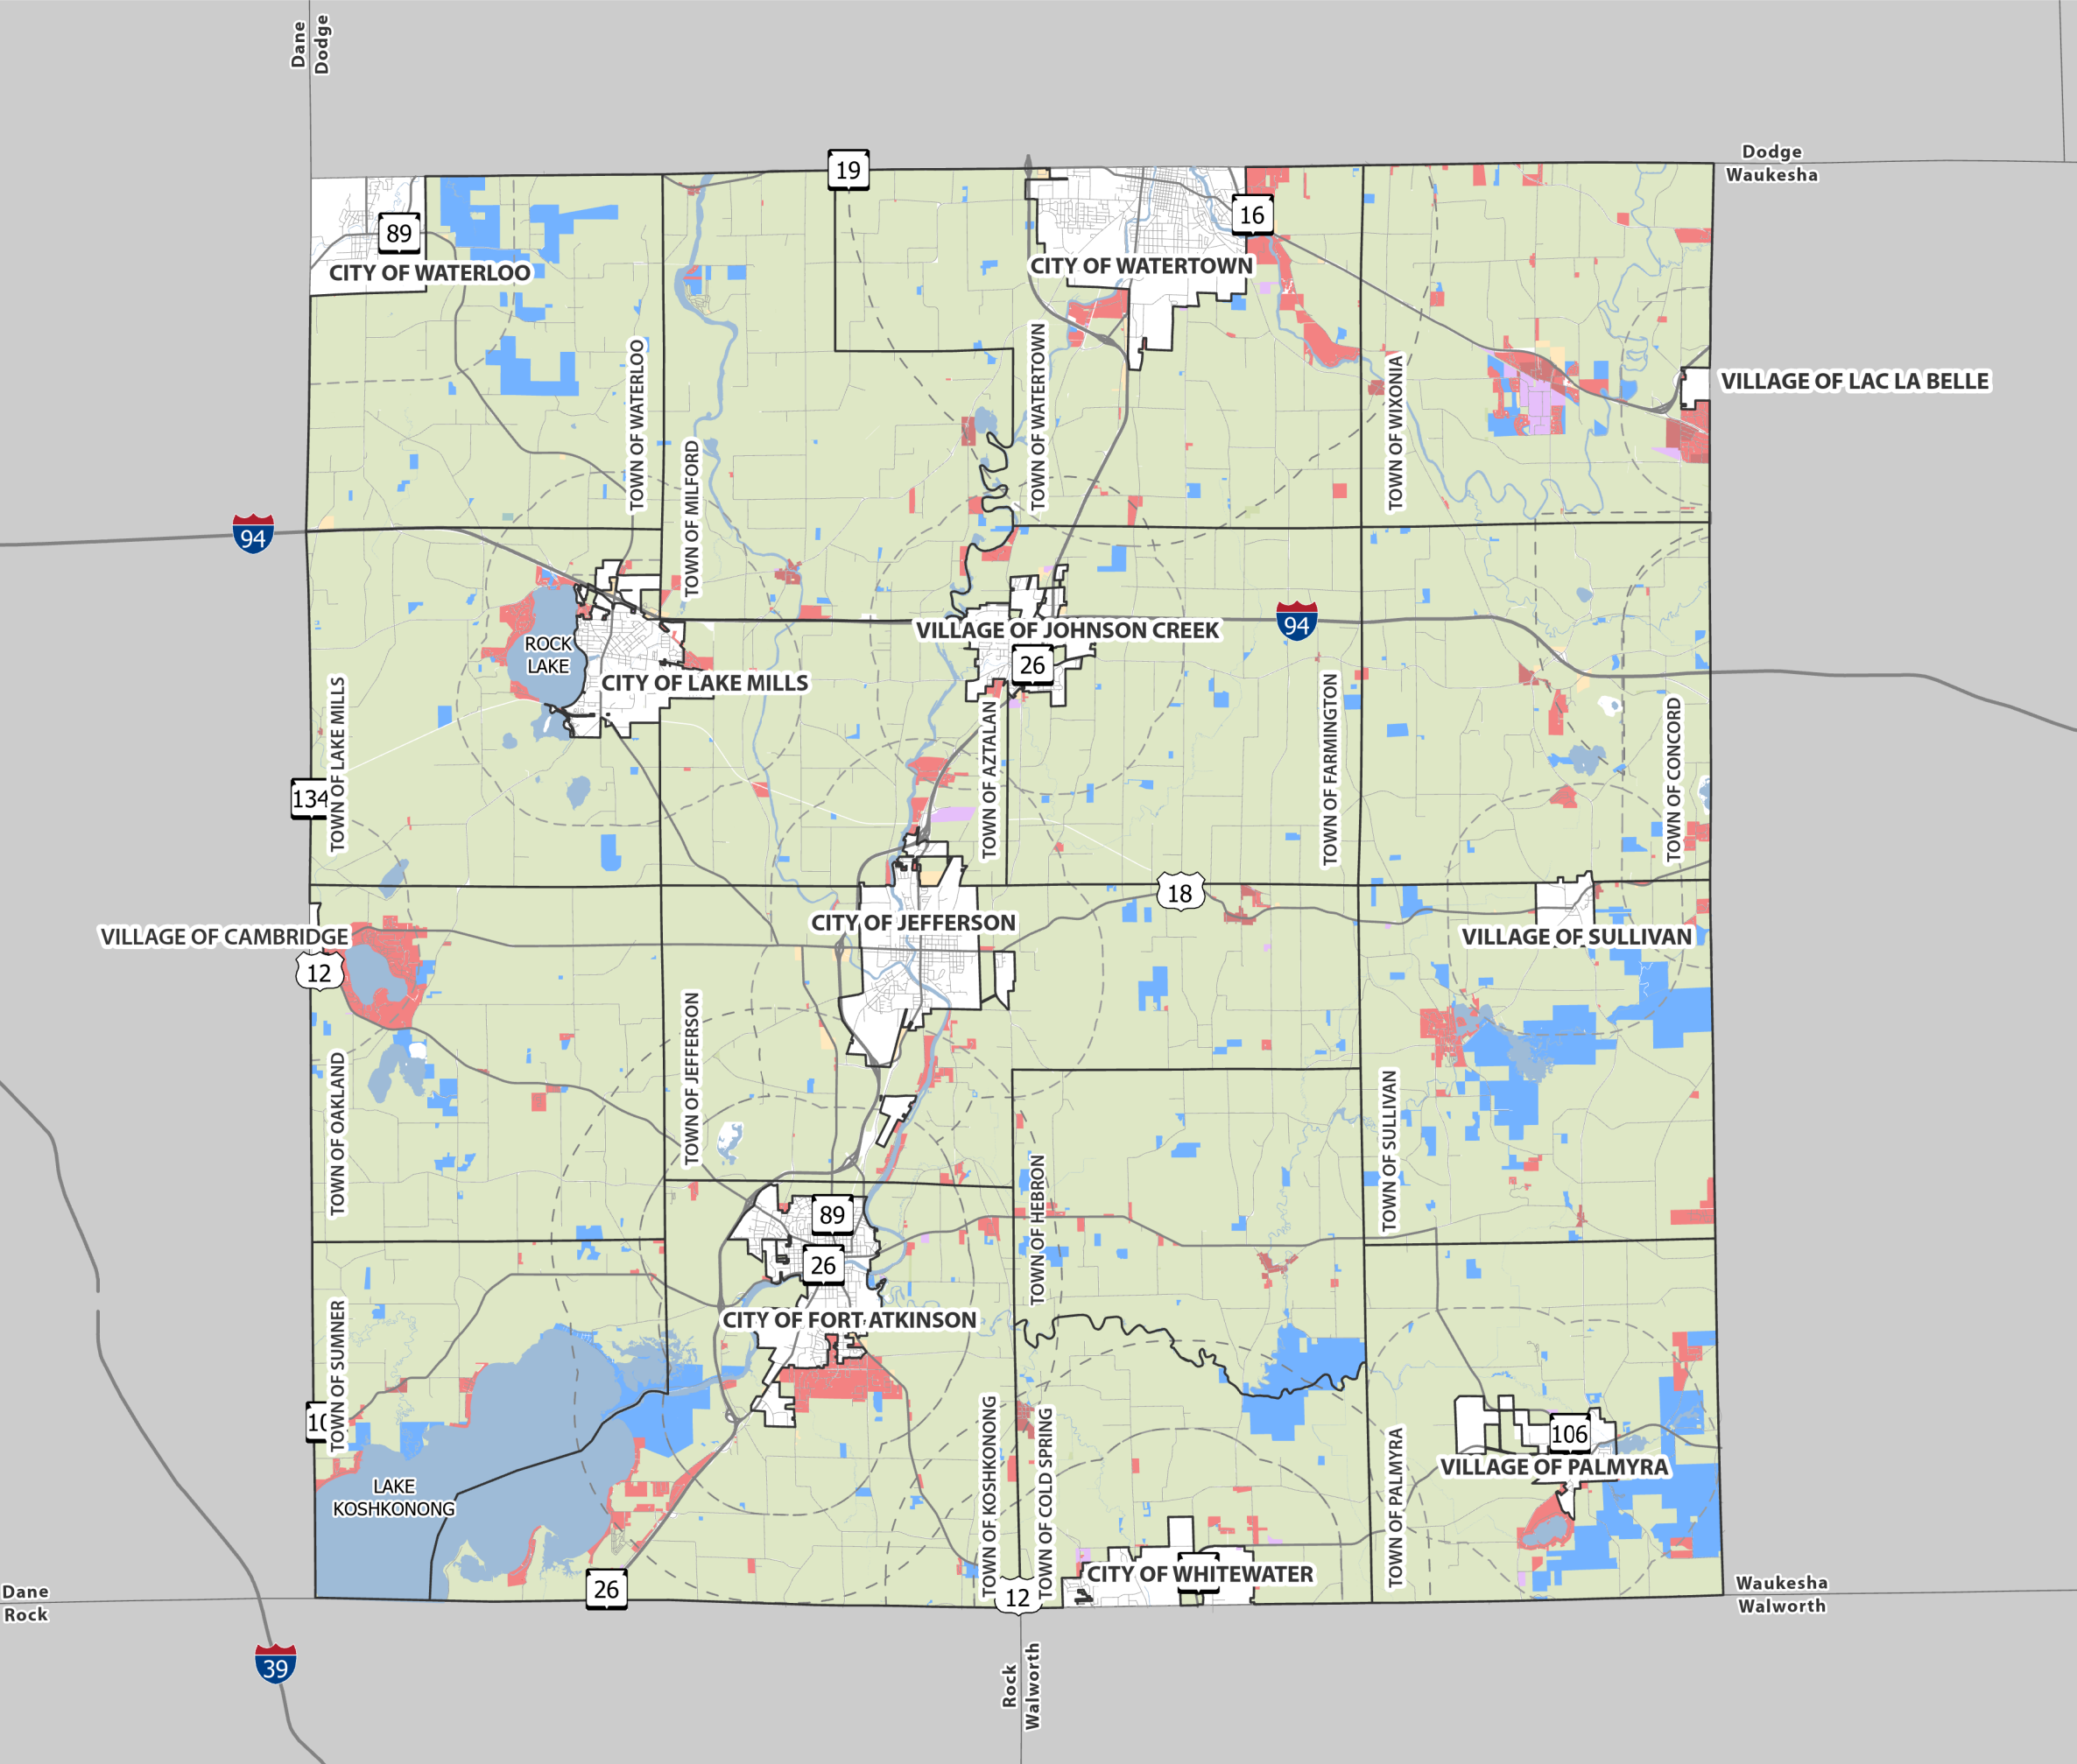 Dane
Dodge
19
Dodge
Waukesha
16
89
CITY OF WATERLOO
CITY OF WATERTOWN
TOWN OF WATERLOO
TOWN OF MILFORD
TOWN OF WATERTOWN
TOWN OF WIXONIA
VILLAGE OF LAC LA BELLE
94
94
ROCK
LAKE
VILLAGE OF JOHNSON CREEK
26
CITY OF LAKE MILLS
TOWN OF LAKE MILLS
TOWN OF AZTALAN
TOWN OF FARMINGTON
TOWN OF CONCORD
134
18
CITY OF JEFFERSON
VILLAGE OF CAMBRIDGE
12
VILLAGE OF SULLIVAN
TOWN OF OAKLAND
TOWN OF JEFFERSON
TOWN OF HEBRON
TOWN OF SULLIVAN
89
26
CITY OF FORT ATKINSON
TOWN OF SUMNER
10
LAKE
KOSHKONONG
TOWN OF KOSHKONONG
TOWN OF COLD SPRING
TOWN OF PALMYRA
106
VILLAGE OF PALMYRA
CITY OF WHITEWATER
26
12
Dane
Rock
Waukesha
Walworth
39
Rock
Walworth